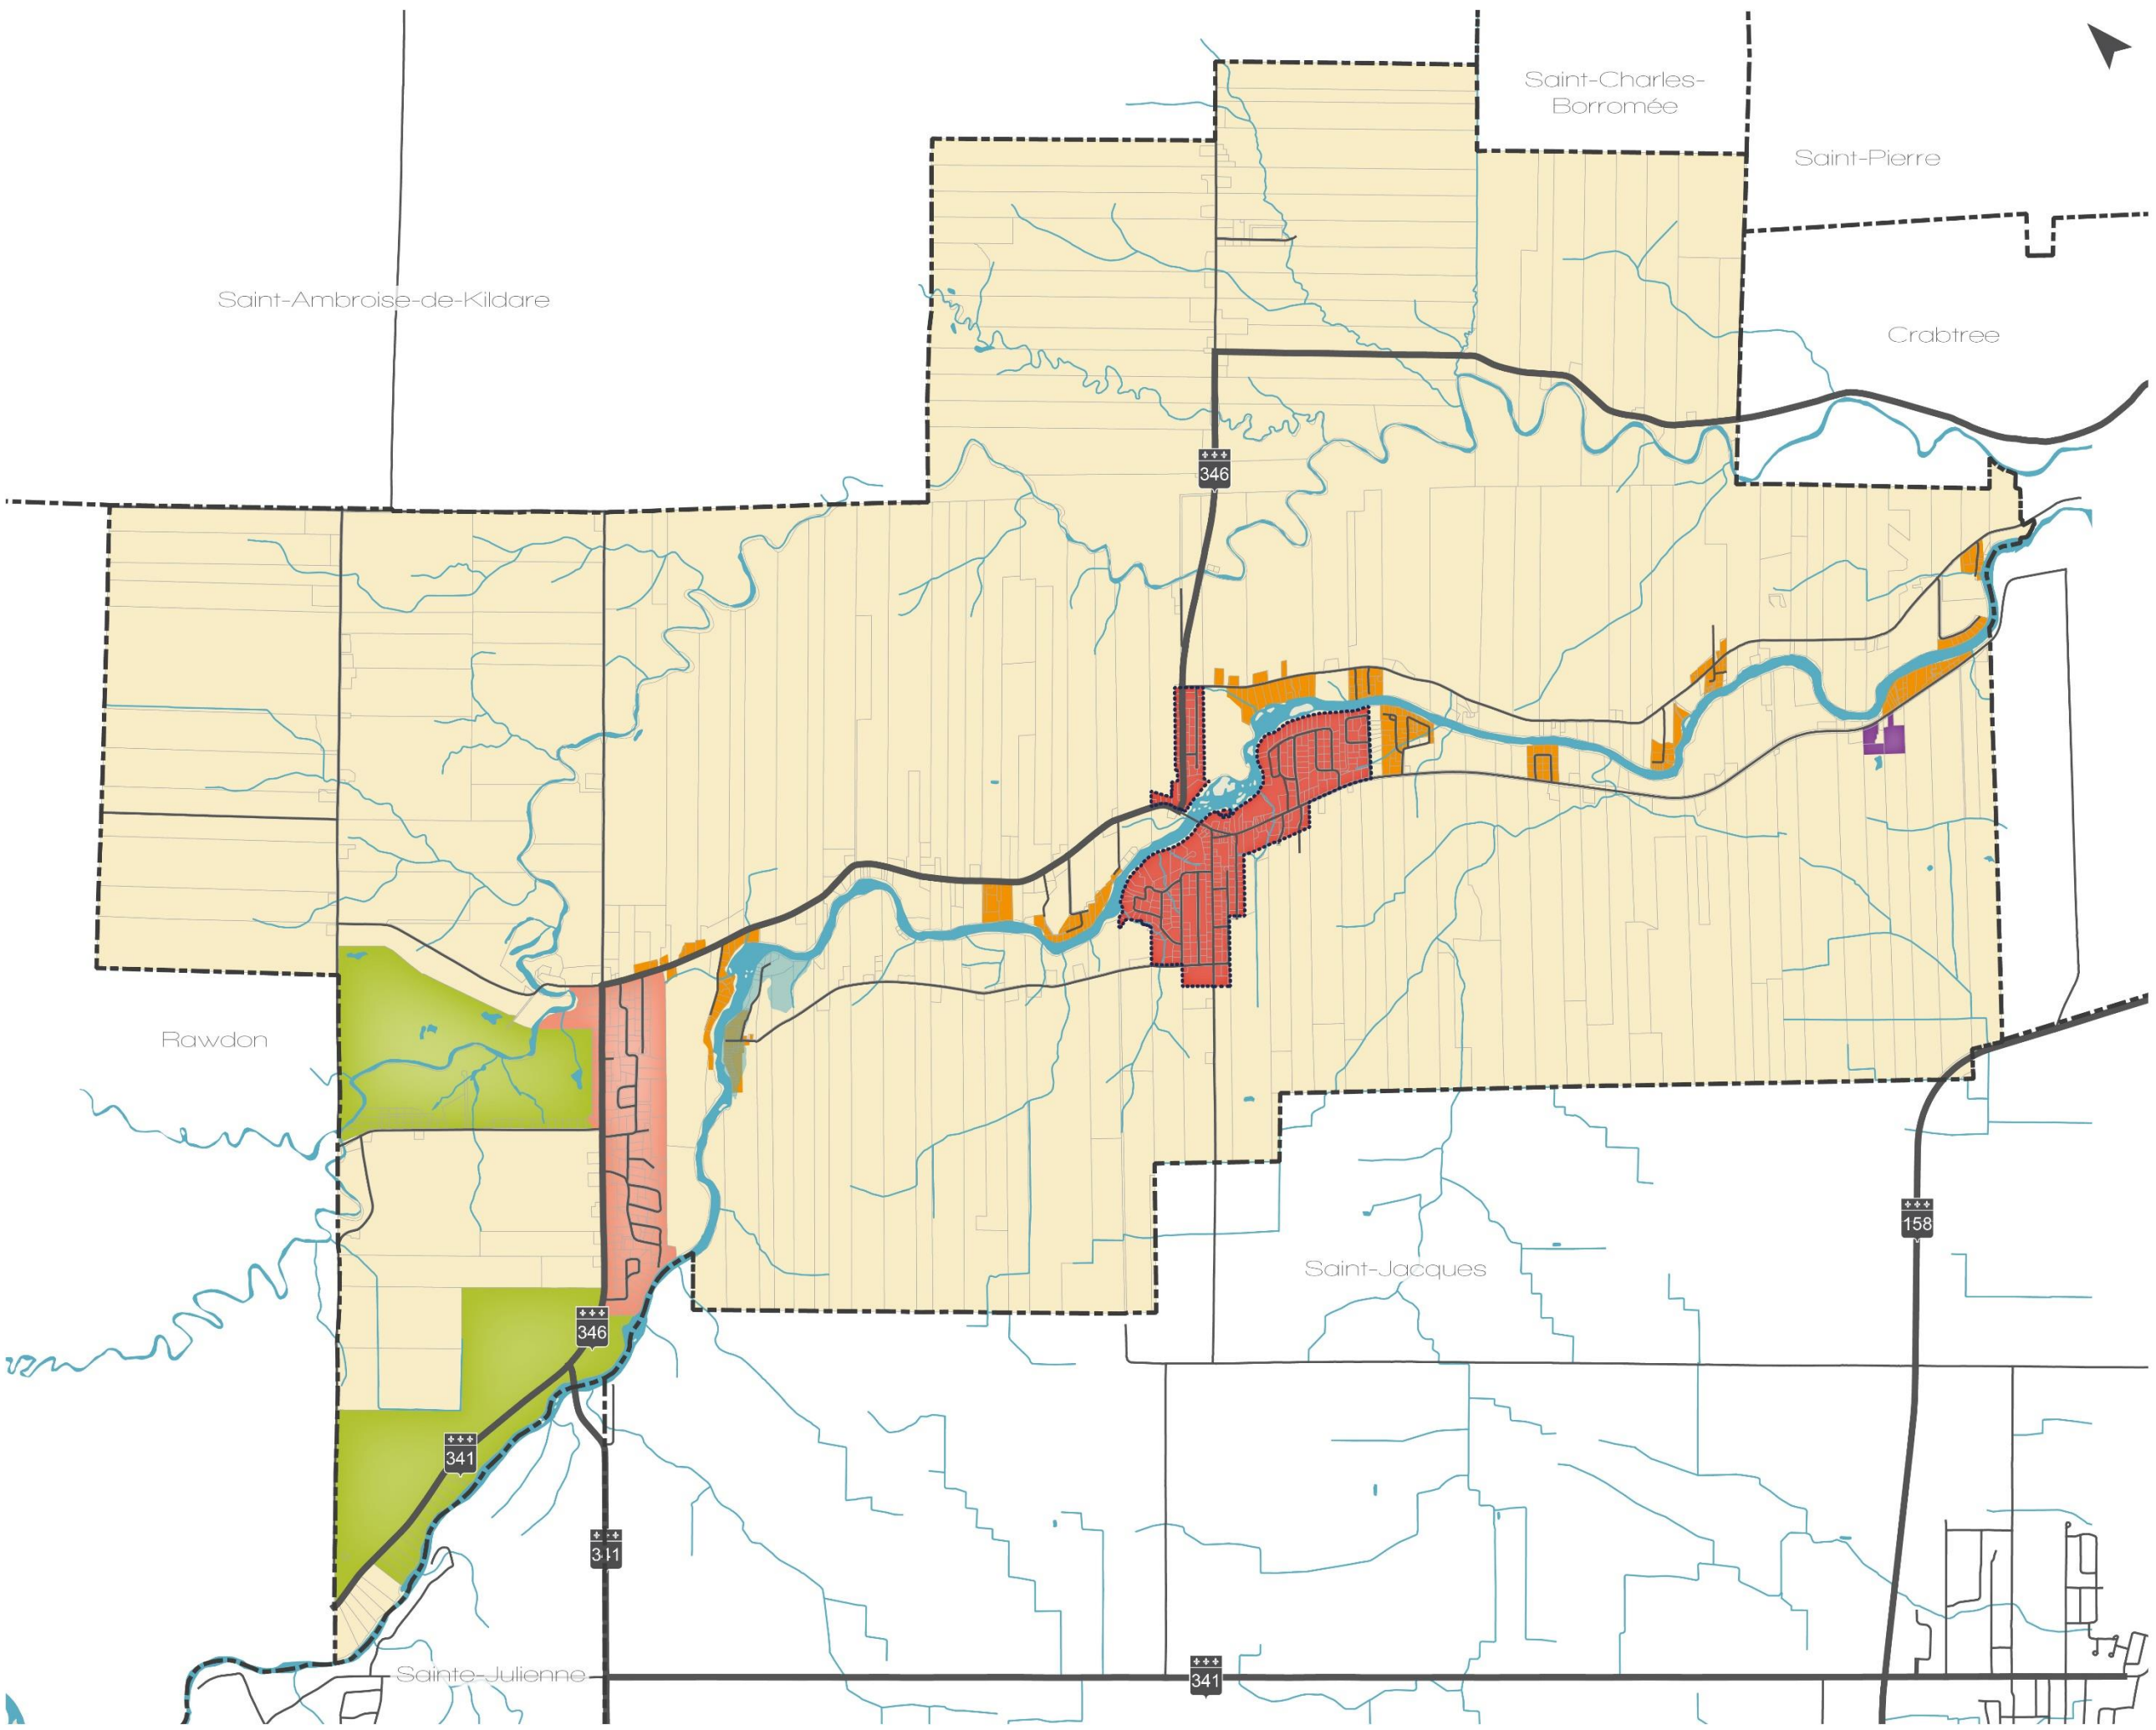 Saint-Charles-
Borromée
Saint-Pierre
Saint-Ambroise-de-Kildare
Crabtree
346
Rawdon
158
Saint-Jacques
346
341
341
Sainte-Julienne
341